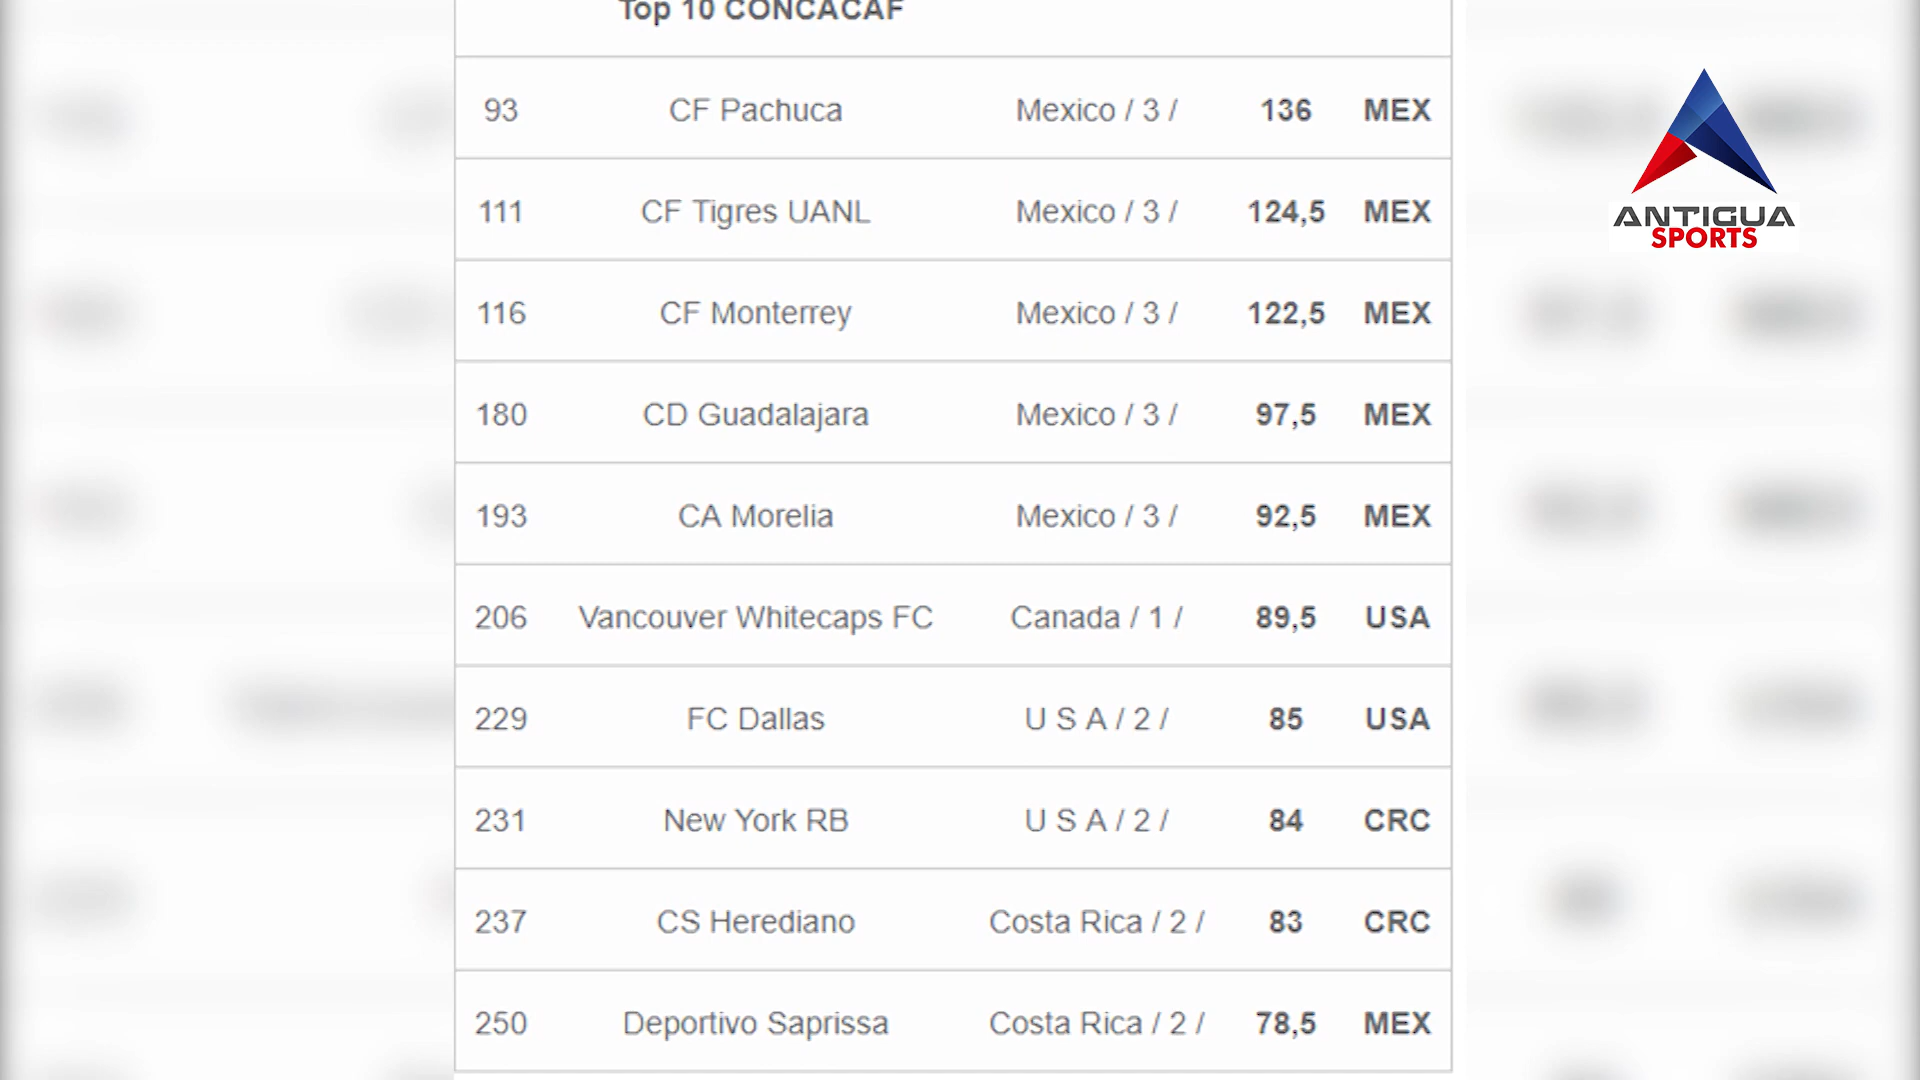 Top 10 CONCACAF
93 CF Pachuca Mexico / 3 / 136 MEX
111 CF Tigres UANL Mexico / 3 / 124,5 MEX
116 CF Monterrey Mexico / 3 / 122,5 MEX
180 CD Guadalajara Mexico / 3 / 97,5 MEX
193 CA Morelia Mexico / 3 / 92,5 MEX
206 Vancouver Whitecaps FC Canada / 1 / 89,5 USA
229 FC Dallas U S A / 2 / 85 USA
231 New York RB U S A / 2 / 84 CRC
237 CS Herediano Costa Rica / 2 / 83 CRC
250 Deportivo Saprissa Costa Rica / 2 / 78,5 MEX
ANTIGUA
SPORTS